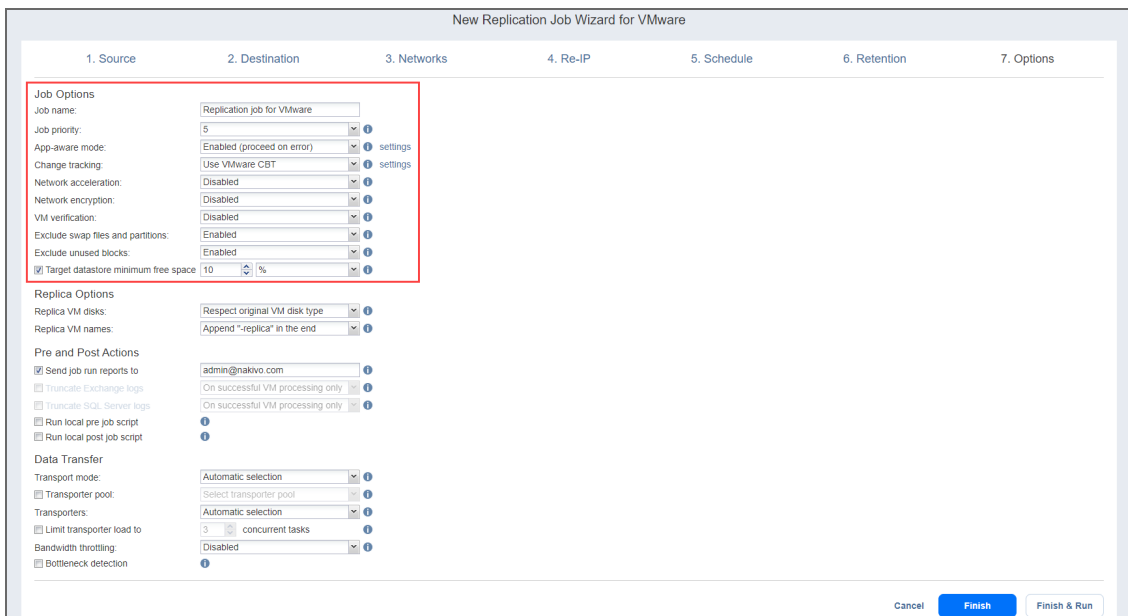 New Replication Job Wizard for VMware
1. Source 2. Destination 3. Networks 4. Re-IP 5. Schedule 6. Retention 7. Options
Job Options
Job name: Replication job for VMware
Job priority: 5
App-aware mode: Enabled (proceed on error) settings
Change tracking: Use VMware CBT settings
Network acceleration: Disabled
Network encryption: Disabled
VM verification: Disabled
Exclude swap files and partitions: Enabled
Exclude unused blocks: Enabled
Target datastore minimum free space 10 %
Replica Options
Replica VM disks: Respect original VM disk type
Replica VM names: Append "-replica" in the end
Pre and Post Actions
Send job run reports to admin@nakivo.com
Truncate Exchange logs On successful VM processing only
Truncate SQL Server logs On successful VM processing only
Run local pre job script
Run local post job script
Data Transfer
Transport mode: Automatic selection
Transporter pool: Select transporter pool
Transporters: Automatic selection
Limit transporter load to 3 concurrent tasks
Bandwidth throttling: Disabled
Bottleneck detection
Cancel Finish Finish & Run